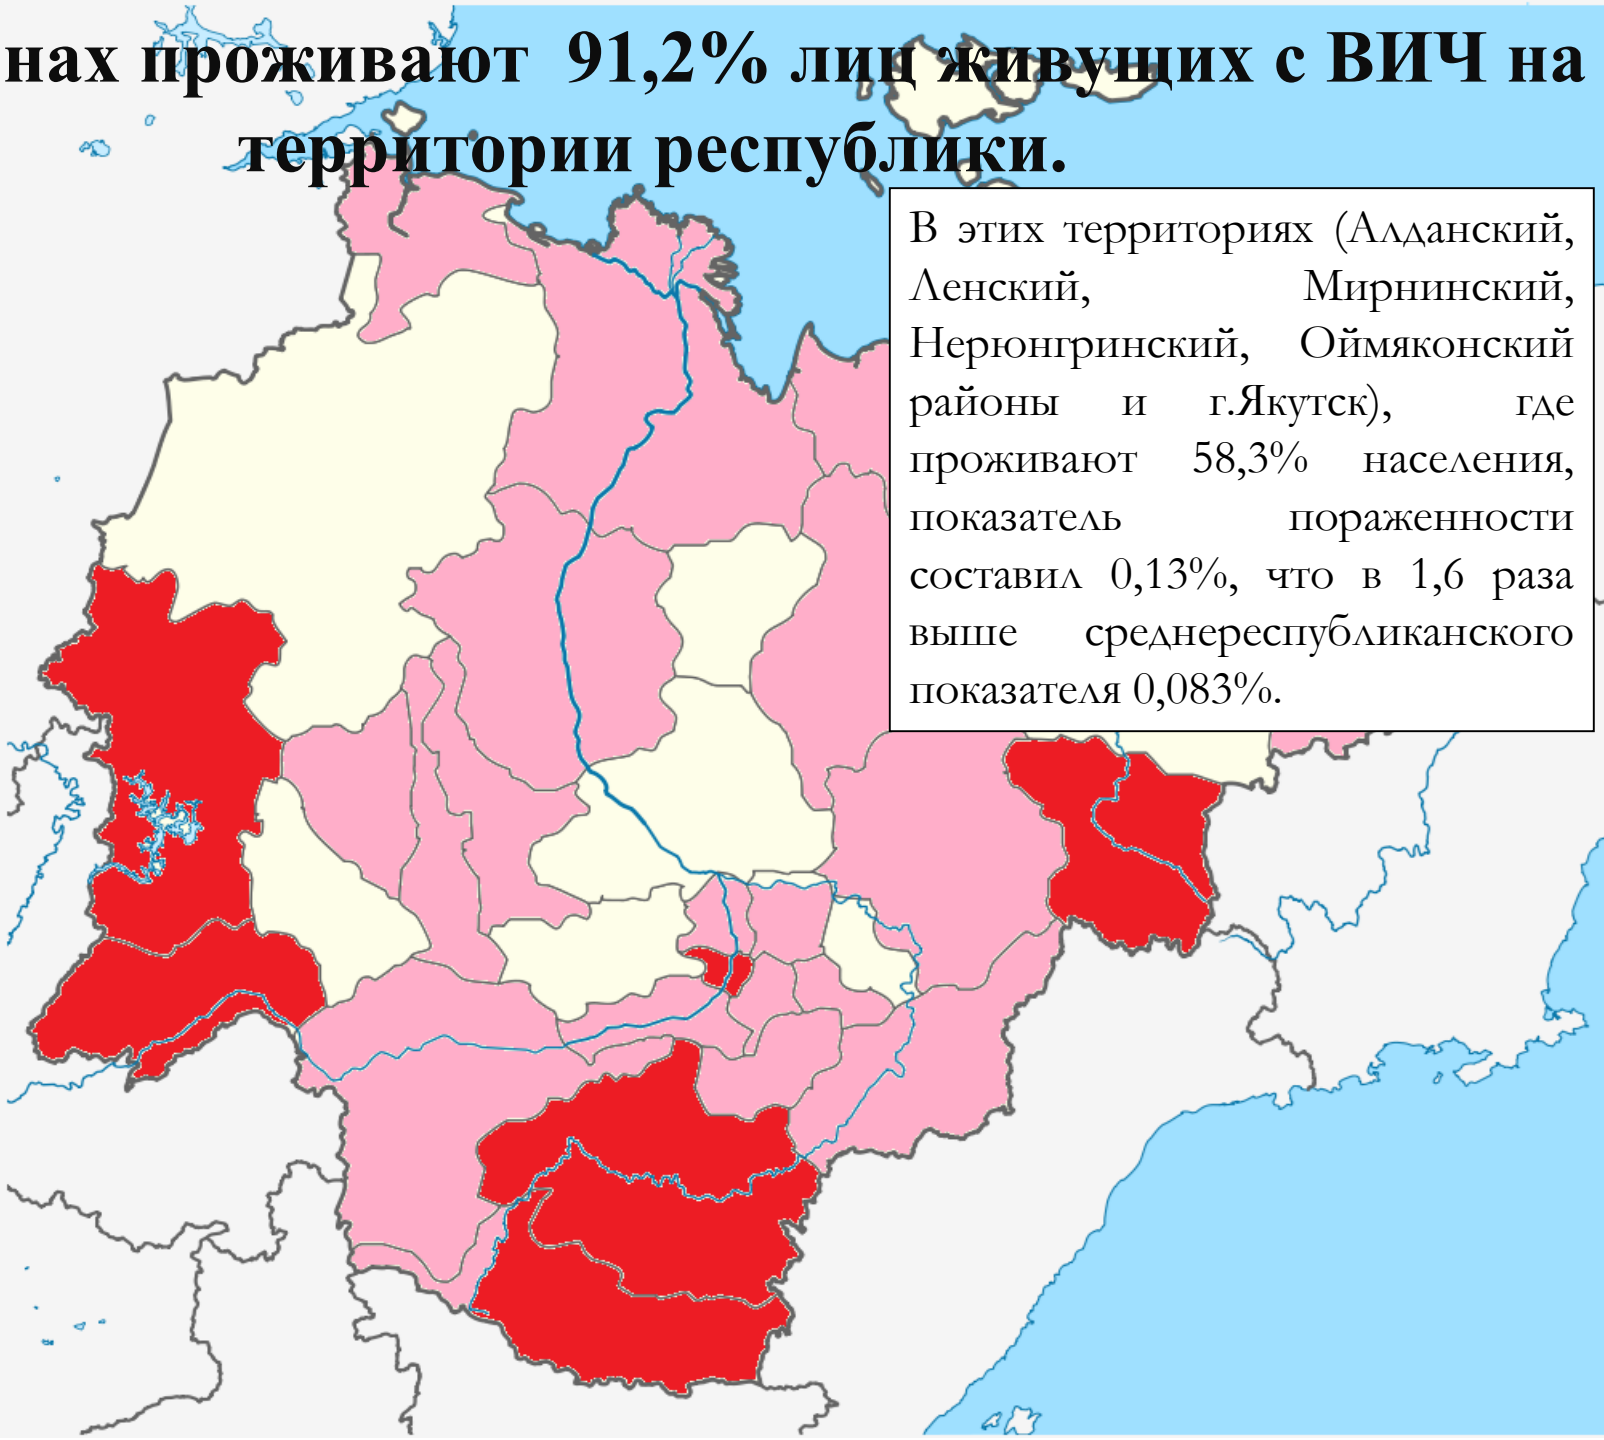 нах проживают 91,2% лиц живущих с ВИЧ на
территории республики.
В этих территориях (Алданский,
Ленский, Мирнинский,
Нерюнгринский, Оймяконский
районы и г.Якутск), где
проживают 58,3% населения,
показатель пораженности
составил 0,13%, что в 1,6 раза
выше среднереспубликанского
показателя 0,083%.